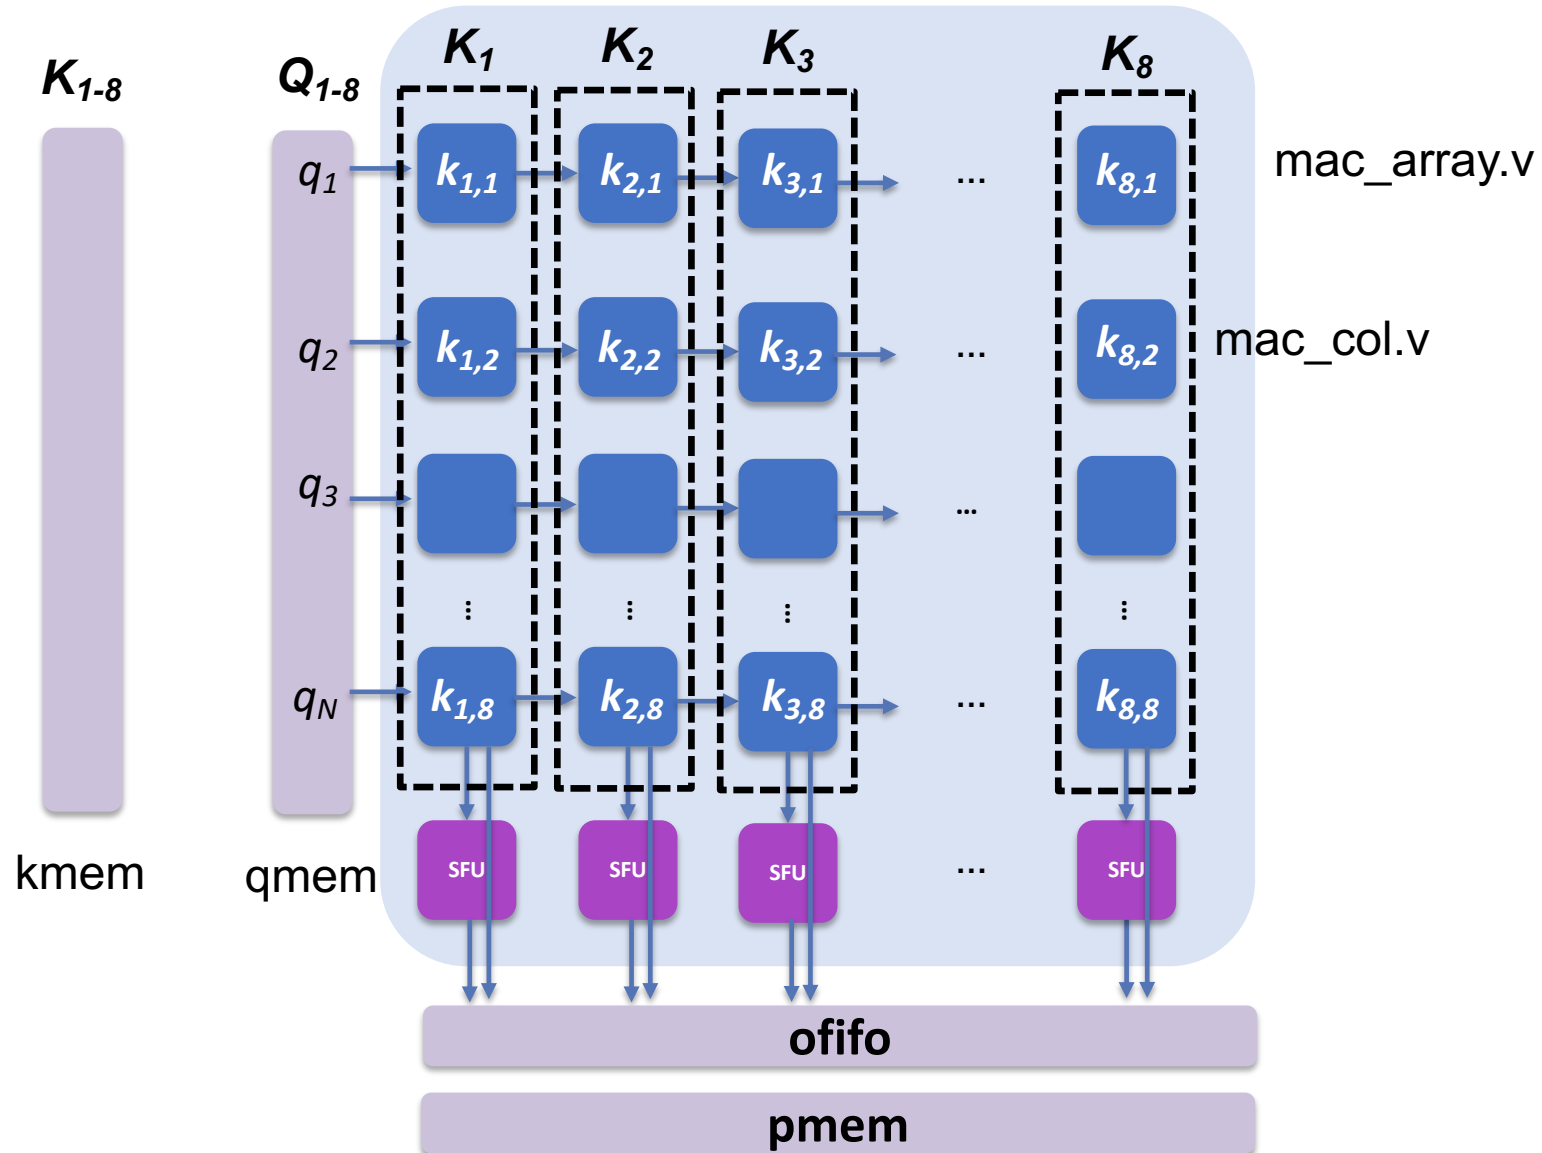 K1-8 Q1-8 K1 K2 K3 K8
q1 k1,1 k2,1 k3,1 ... k8,1 mac_array.v
q2 k1,2 k2,2 k3,2 ... k8,2 mac_col.v
q3 ...
... ... ... ...
qN k1,8 k2,8 k3,8 ... k8,8
kmem qmem SFU SFU SFU ... SFU
ofifo
pmem